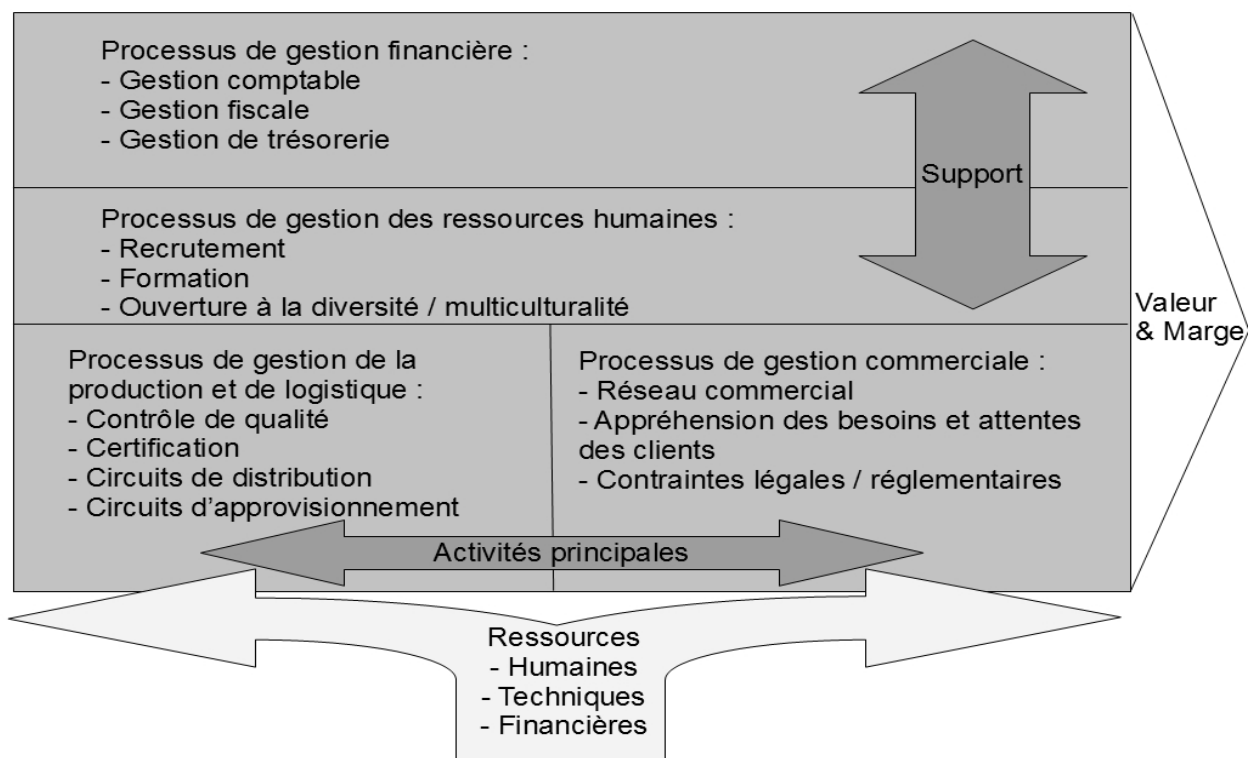 Processus de gestion financière :
- Gestion comptable
- Gestion fiscale
- Gestion de trésorerie
Support
Processus de gestion des ressources humaines :
- Recrutement
- Formation
- Ouverture à la diversité / multiculturalité
Valeur
& Marge
Processus de gestion de la
production et de logistique :
- Contrôle de qualité
- Certification
- Circuits de distribution
- Circuits d'approvisionnement
Processus de gestion commerciale :
- Réseau commercial
- Appréhension des besoins et attentes
des clients
- Contraintes légales / réglementaires
Activités principales
Ressources
- Humaines
- Techniques
- Financières